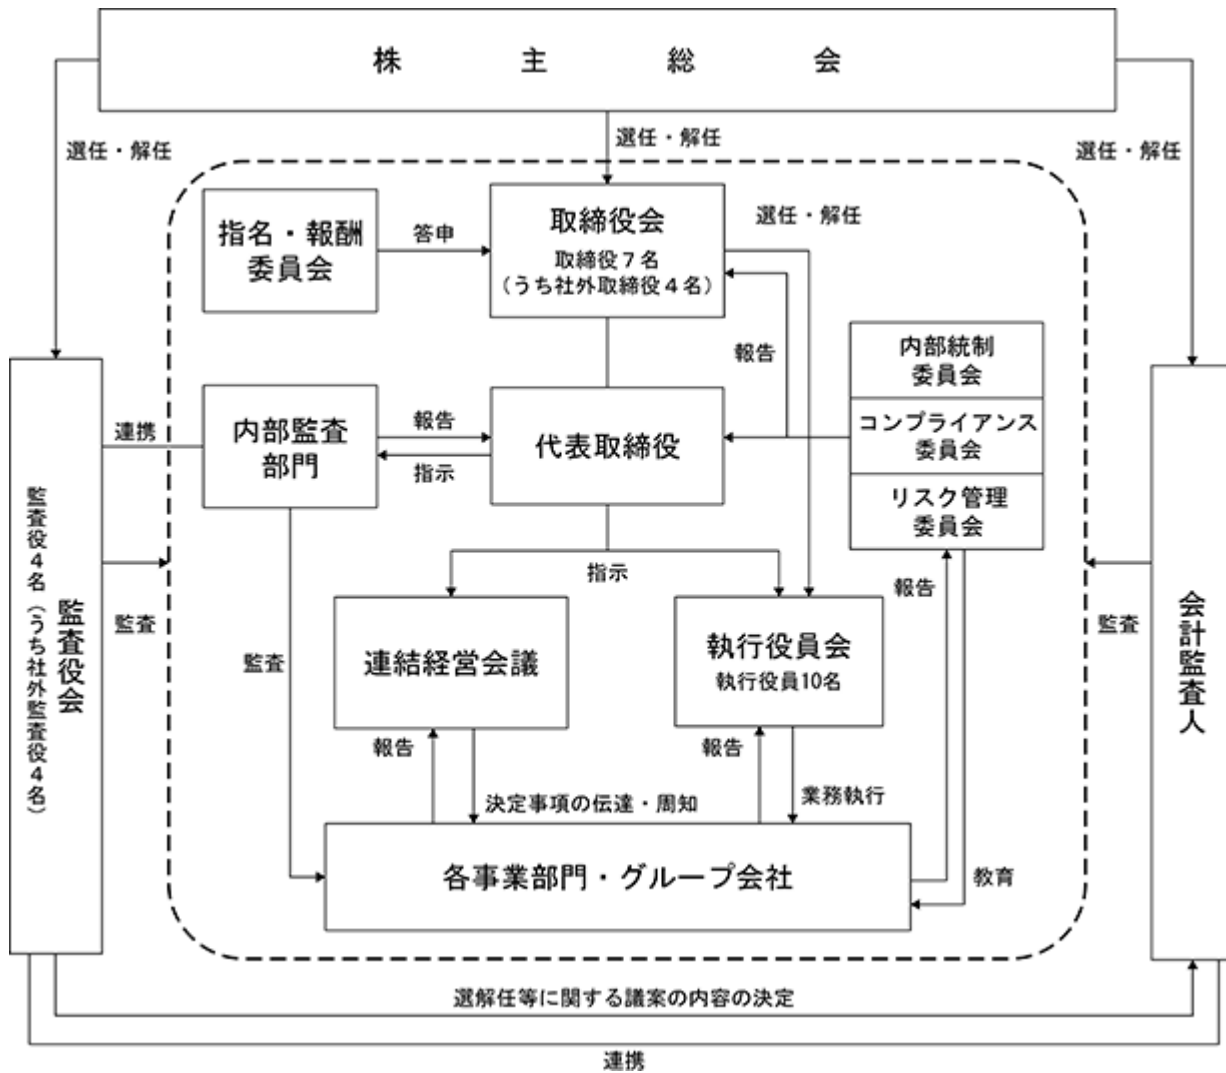 株主総会
選任・解任
選任・解任
選任・解任
指名・報酬
委員会
答申
取締役会
取締役７名
（うち社外取締役４名）
選任・解任
報告
内部統制
委員会
コンプライアンス
委員会
リスク管理
委員会
連携
内部監査
部門
報告
指示
代表取締役
監査役会
監査役４名（うち社外監査役４名）
監査
指示
報告
監査
会計監査人
監査
連結経営会議
執行役員会
執行役員10名
報告
決定事項の伝達・周知
報告
業務執行
教育
各事業部門・グループ会社
選解任等に関する議案の内容の決定
連携